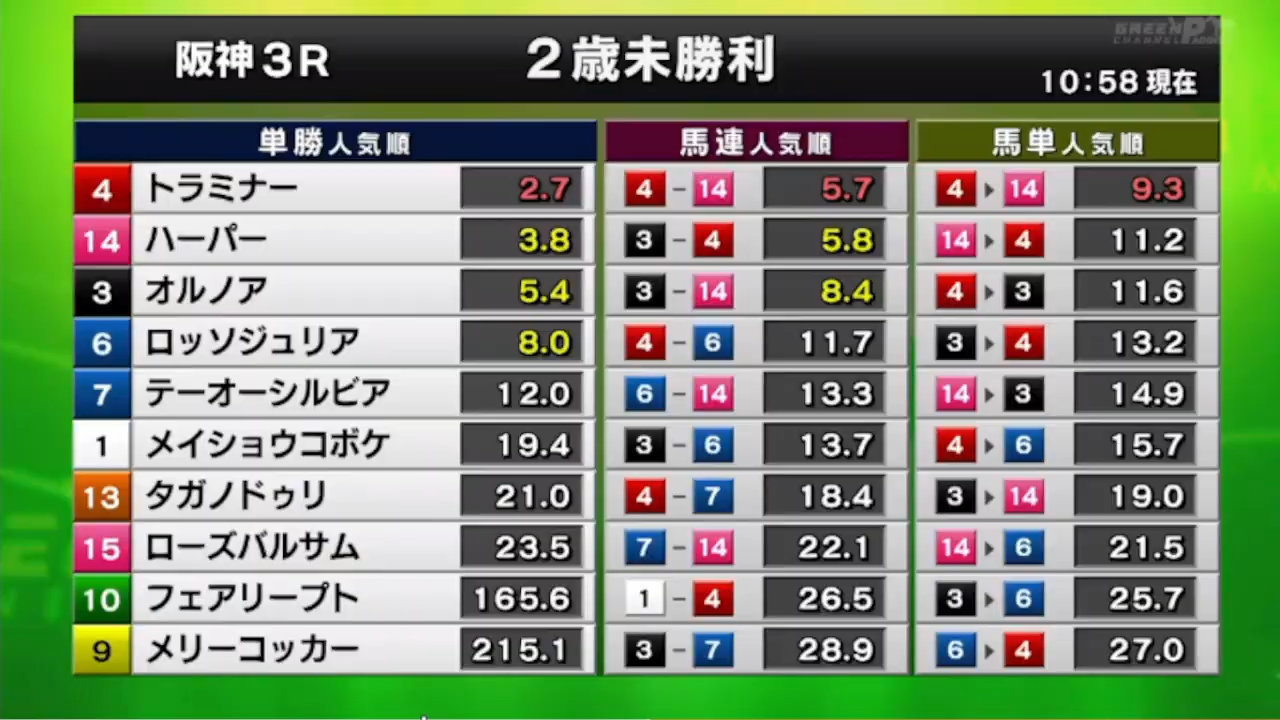 GREEN CHANNEL
阪神3R 2歳未勝利 10:58現在
単勝人気順 馬連人気順 馬単人気順
4 トラミナー 2.7 4-14 5.7 4▶14 9.3
14 ハーパー 3.8 3-4 5.8 14▶4 11.2
3 オルノア 5.4 3-14 8.4 4▶3 11.6
6 ロッソジュリア 8.0 4-6 11.7 3▶4 13.2
7 テーオーシルビア 12.0 6-14 13.3 14▶3 14.9
1 メイショウコボケ 19.4 3-6 13.7 4▶6 15.7
13 タガノドゥリ 21.0 4-7 18.4 3▶14 19.0
15 ローズバルサム 23.5 7-14 22.1 14▶6 21.5
10 フェアリープト 165.6 1-4 26.5 3▶6 25.7
9 メリーコッカー 215.1 3-7 28.9 6▶4 27.0